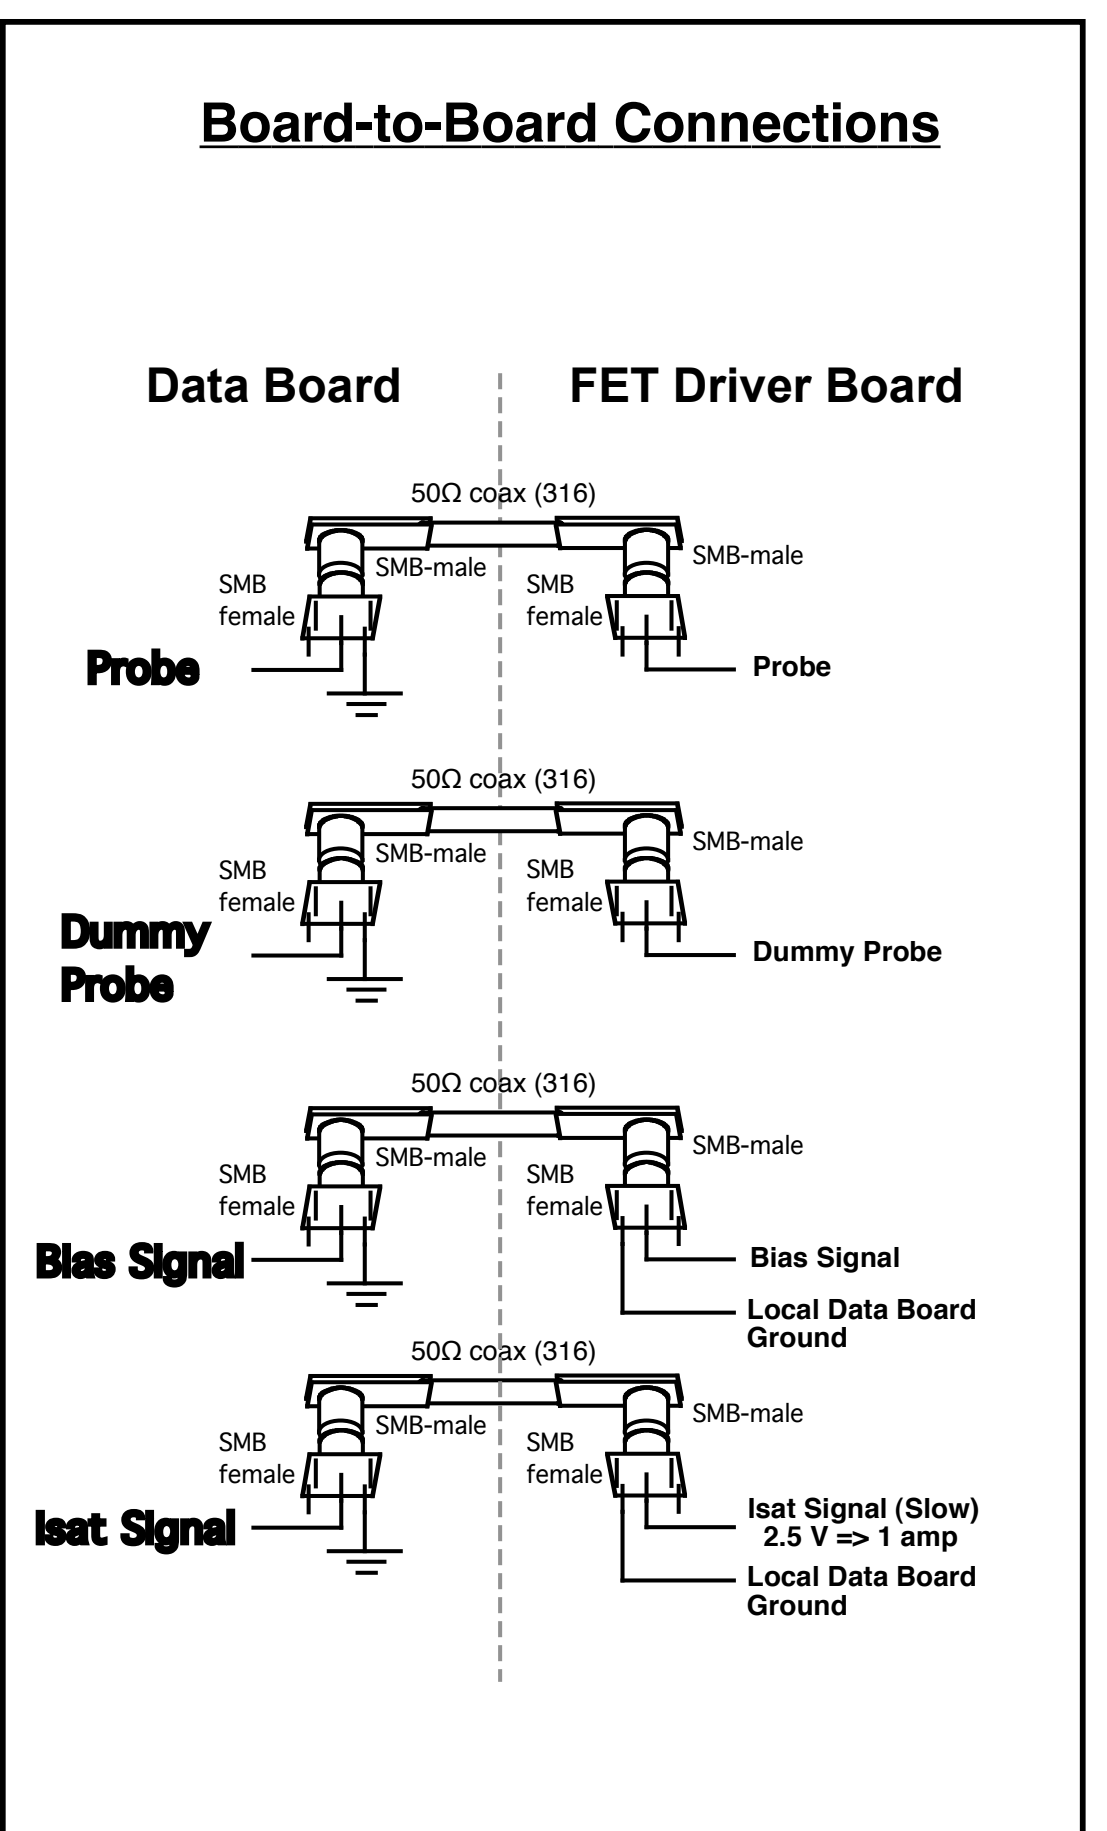 Board-to-Board Connections
Data Board
FET Driver Board
50Ω coax (316)
SMB-male
SMB-male
SMB
female
SMB
female
Probe
Probe
50Ω coax (316)
SMB-male
SMB-male
SMB
female
SMB
female
Dummy
Probe
Dummy Probe
50Ω coax (316)
SMB-male
SMB-male
SMB
female
SMB
female
Bias Signal
Bias Signal
Local Data Board
Ground
50Ω coax (316)
SMB-male
SMB-male
SMB
female
SMB
female
Isat Signal
Isat Signal (Slow)
2.5 V => 1 amp
Local Data Board
Ground